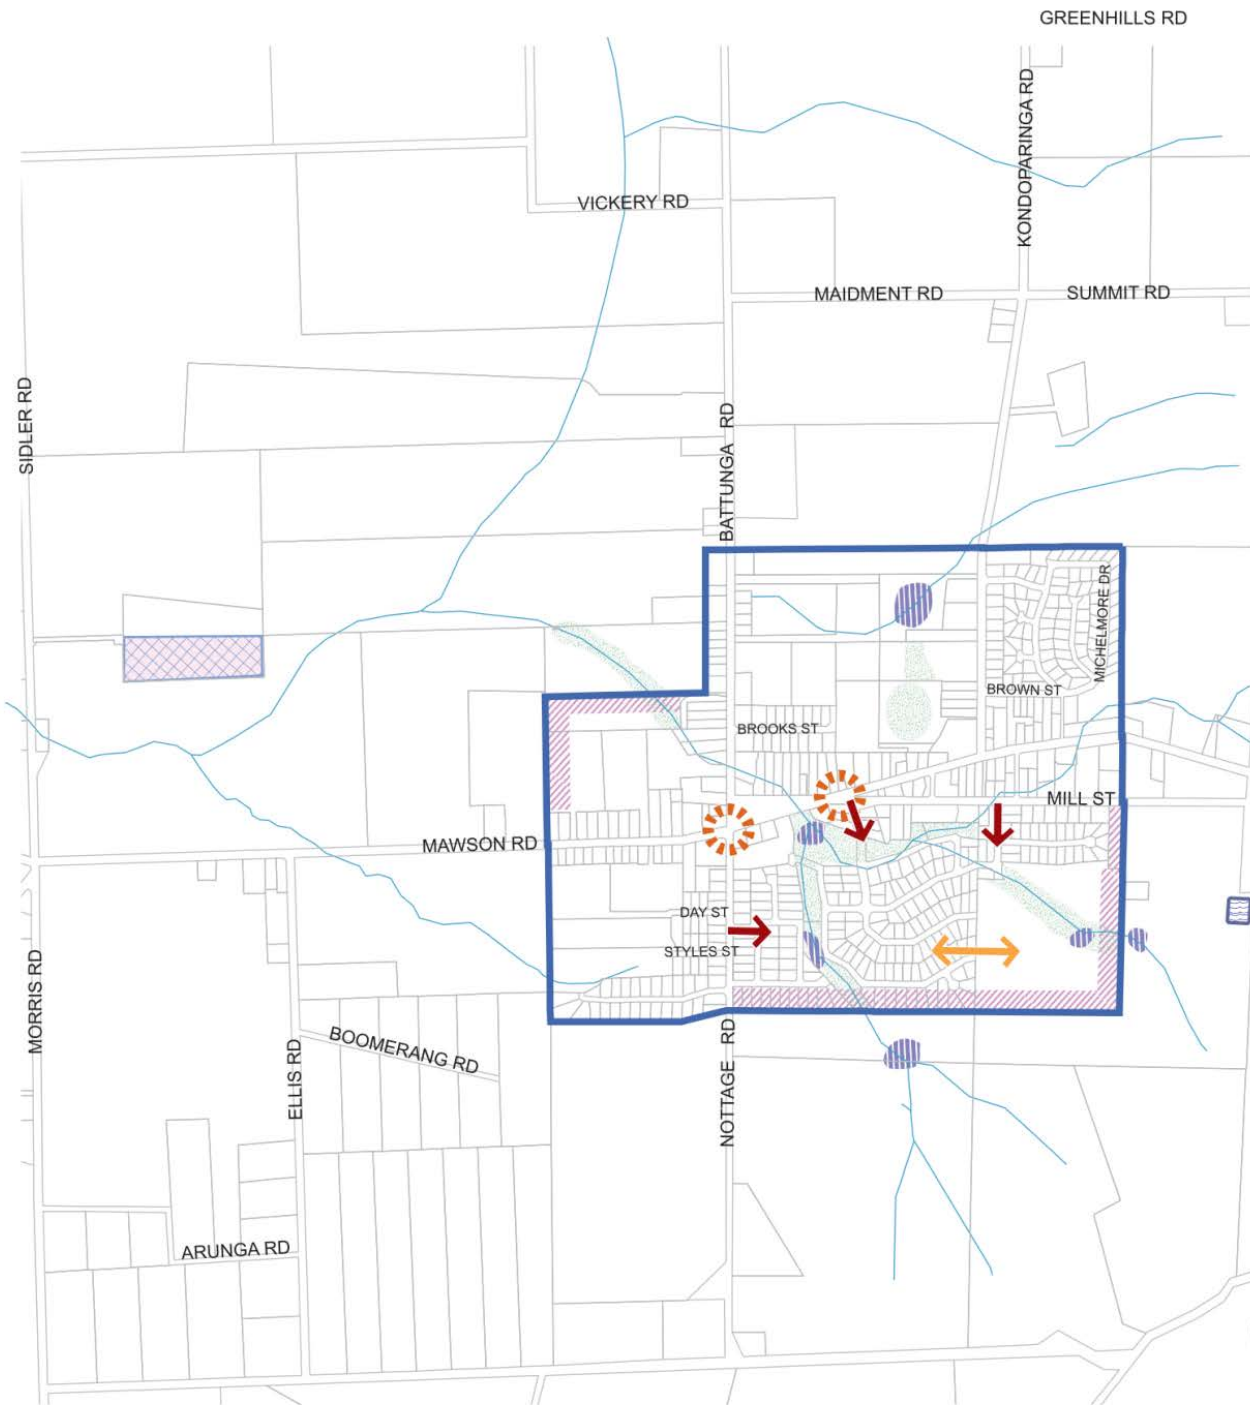 GREENHILLS RD
KONDOPARINGA RD
VICKERY RD
MAIDMENT RD
SUMMIT RD
SIDLER RD
BATTUNGA RD
MICHELMORE DR
BROWN ST
BROOKS ST
MILL ST
MAWSON RD
DAY ST
STYLES ST
MORRIS RD
BOOMERANG RD
ELLIS RD
NOTTAGE RD
ARUNGA RD